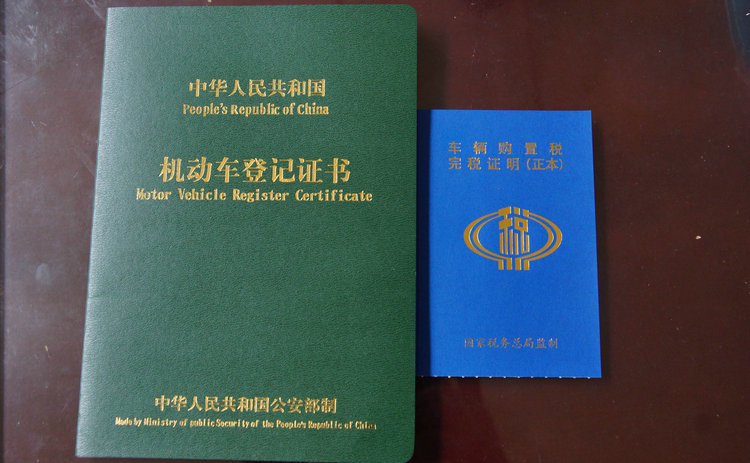 中华人民共和国
People's Republic of China
机动车登记证书
Motor Vehicle Register Certificate
中华人民共和国公安部制
Made by Ministry of public Security of the People's Republic of China
车辆购置税
完税证明(正本)
税
国家税务总局监制